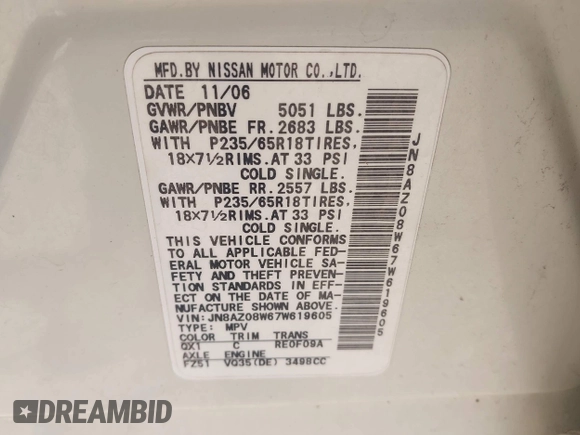 MFD.BY NISSAN MOTOR CO.,LTD.
DATE 11/06
GVWR/PNBV 5051 LBS.
GAWR/PNBE FR. 2683 LBS.
WITH P235/65R18TIRES,
18X7½RIMS.AT 33 PSI
COLD SINGLE.
GAWR/PNBE RR. 2557 LBS.
WITH P235/65R18TIRES,
18X7½RIMS.AT 33 PSI
COLD SINGLE.
THIS VEHICLE CONFORMS
TO ALL APPLICABLE FED-
ERAL MOTOR VEHICLE SA-
FETY AND THEFT PREVEN-
TION STANDARDS IN EFFECT
ON THE DATE OF MA-
NUFACTURE SHOWN ABOVE.
VIN:JN8AZ08W67W619605
TYPE: MPV
COLOR TRIM TRANS
QX1 C RE0F09A
AXLE ENGINE
FZ51 VQ35(DE) 3498CC
JN8AZ08W67W619605
DREAMBID
DREAMBID